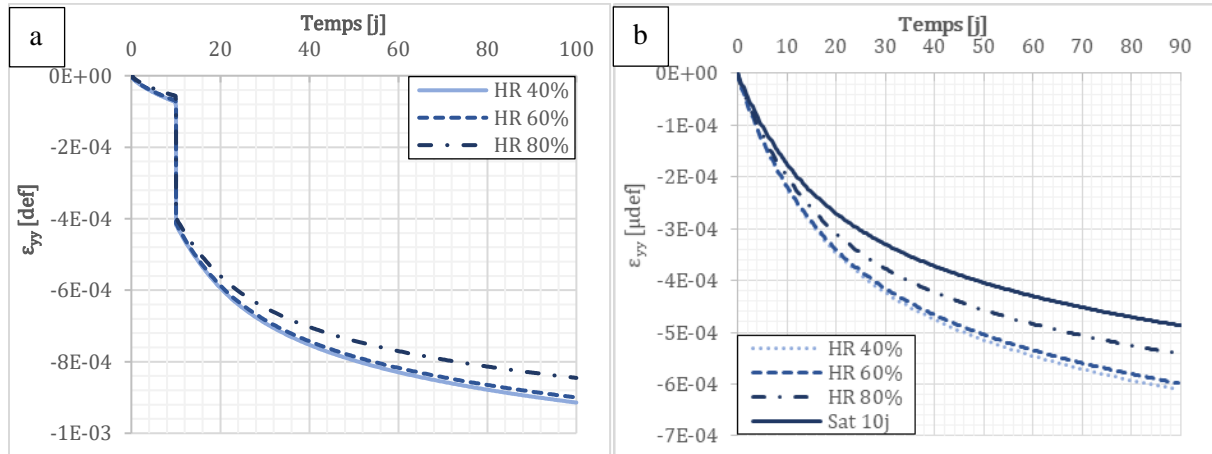 a
Temps [j]
0 20 40 60 80 100
0E+00
-2E-04
-4E-04
-6E-04
-8E-04
-1E-03
εyy [def]
HR 40%
HR 60%
HR 80%
b
Temps [j]
0 10 20 30 40 50 60 70 80 90
0E+00
-1E-04
-2E-04
-3E-04
-4E-04
-5E-04
-6E-04
-7E-04
εyy [μdef]
HR 40%
HR 60%
HR 80%
Sat 10j